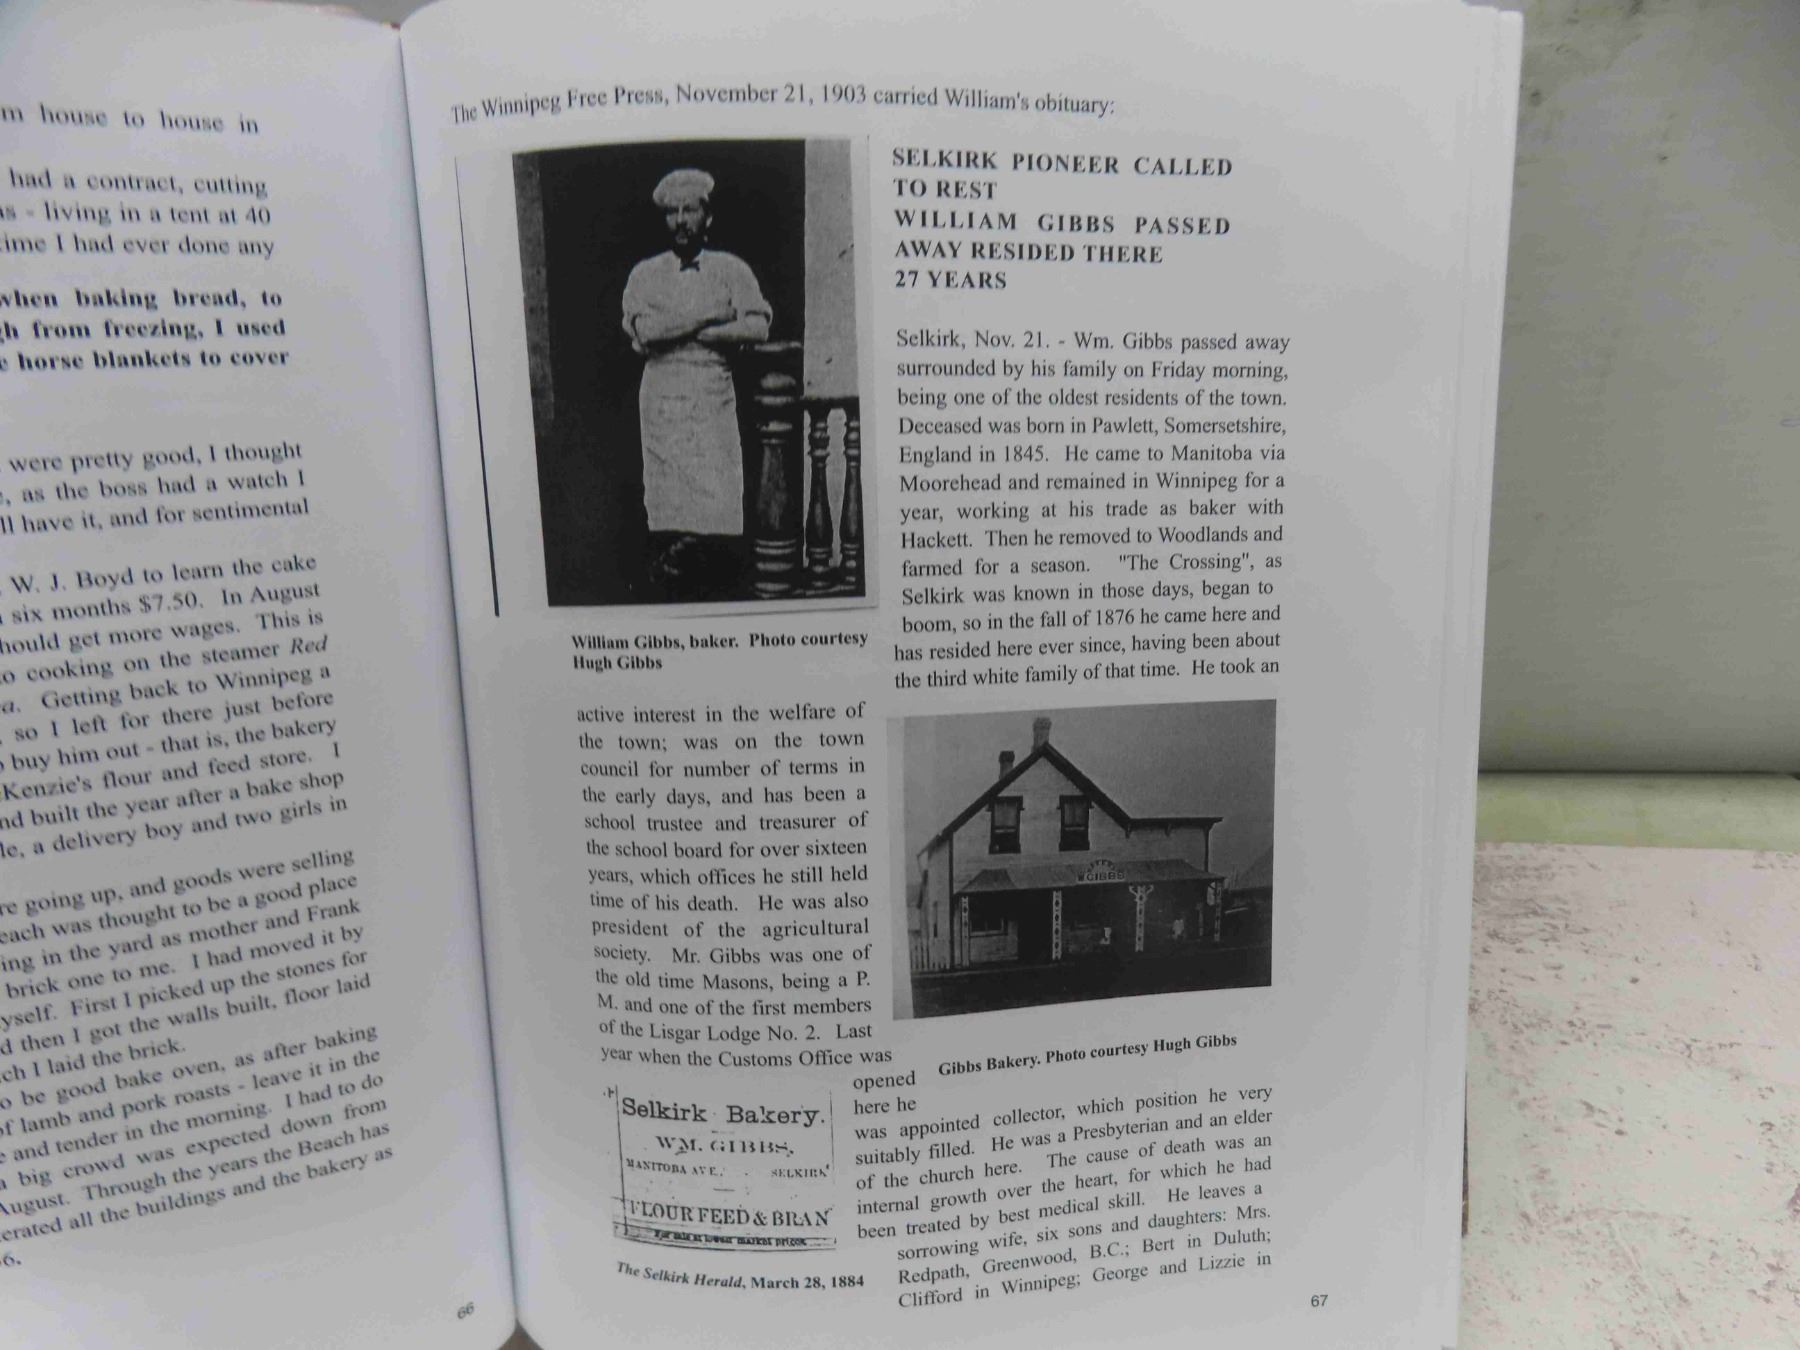 m house to house in
had a contract, cutting
as - living in a tent at 40
time I had ever done any
when baking bread, to
gh from freezing, I used
e horse blankets to cover
were pretty good, I thought
e, as the boss had a watch I
ll have it, and for sentimental
W. J. Boyd to learn the cake
six months $7.50. In August
hould get more wages. This is
o cooking on the steamer Red
a. Getting back to Winnipeg a
so I left for there just before
o buy him out - that is, the bakery
Kenzie's flour and feed store. I
nd built the year after a bake shop
le, a delivery boy and two girls in
re going up, and goods were selling
each was thought to be a good place
ing in the yard as mother and Frank
brick one to me. I had moved it by
yself. First I picked up the stones for
d then I got the walls built, floor laid
ch I laid the brick.
o be good bake oven, as after baking
of lamb and pork roasts - leave it in the
e and tender in the morning. I had to do
a big crowd was expected down from
August. Through the years the Beach has
erated all the buildings and the bakery as
6.
66
The Winnipeg Free Press, November 21, 1903 carried William's obituary:
SELKIRK PIONEER CALLED
TO REST
WILLIAM GIBBS PASSED
AWAY RESIDED THERE
27 YEARS
Selkirk, Nov. 21. - Wm. Gibbs passed away
surrounded by his family on Friday morning,
being one of the oldest residents of the town.
Deceased was born in Pawlett, Somersetshire,
England in 1845. He came to Manitoba via
Moorehead and remained in Winnipeg for a
year, working at his trade as baker with
Hackett. Then he removed to Woodlands and
farmed for a season. "The Crossing", as
Selkirk was known in those days, began to
boom, so in the fall of 1876 he came here and
has resided here ever since, having been about
the third white family of that time. He took an
William Gibbs, baker. Photo courtesy
Hugh Gibbs
active interest in the welfare of
the town; was on the town
council for number of terms in
the early days, and has been a
school trustee and treasurer of
the school board for over sixteen
years, which offices he still held
time of his death. He was also
president of the agricultural
society. Mr. Gibbs was one of
the old time Masons, being a P.
M. and one of the first members
of the Lisgar Lodge No. 2. Last
year when the Customs Office was
opened
here he
was appointed collector, which position he very
suitably filled. He was a Presbyterian and an elder
of the church here. The cause of death was an
internal growth over the heart, for which he had
been treated by best medical skill. He leaves a
sorrowing wife, six sons and daughters: Mrs.
Redpath, Greenwood, B.C.; Bert in Duluth;
Clifford in Winnipeg; George and Lizzie in
W GIBBS
Gibbs Bakery. Photo courtesy Hugh Gibbs
Selkirk Bakery.
WM. GIBBS,
MANITOBA AVE. - SELKIRK
FLOUR FEED & BRAN
For sale at lowest market prices.
The Selkirk Herald, March 28, 1884
67